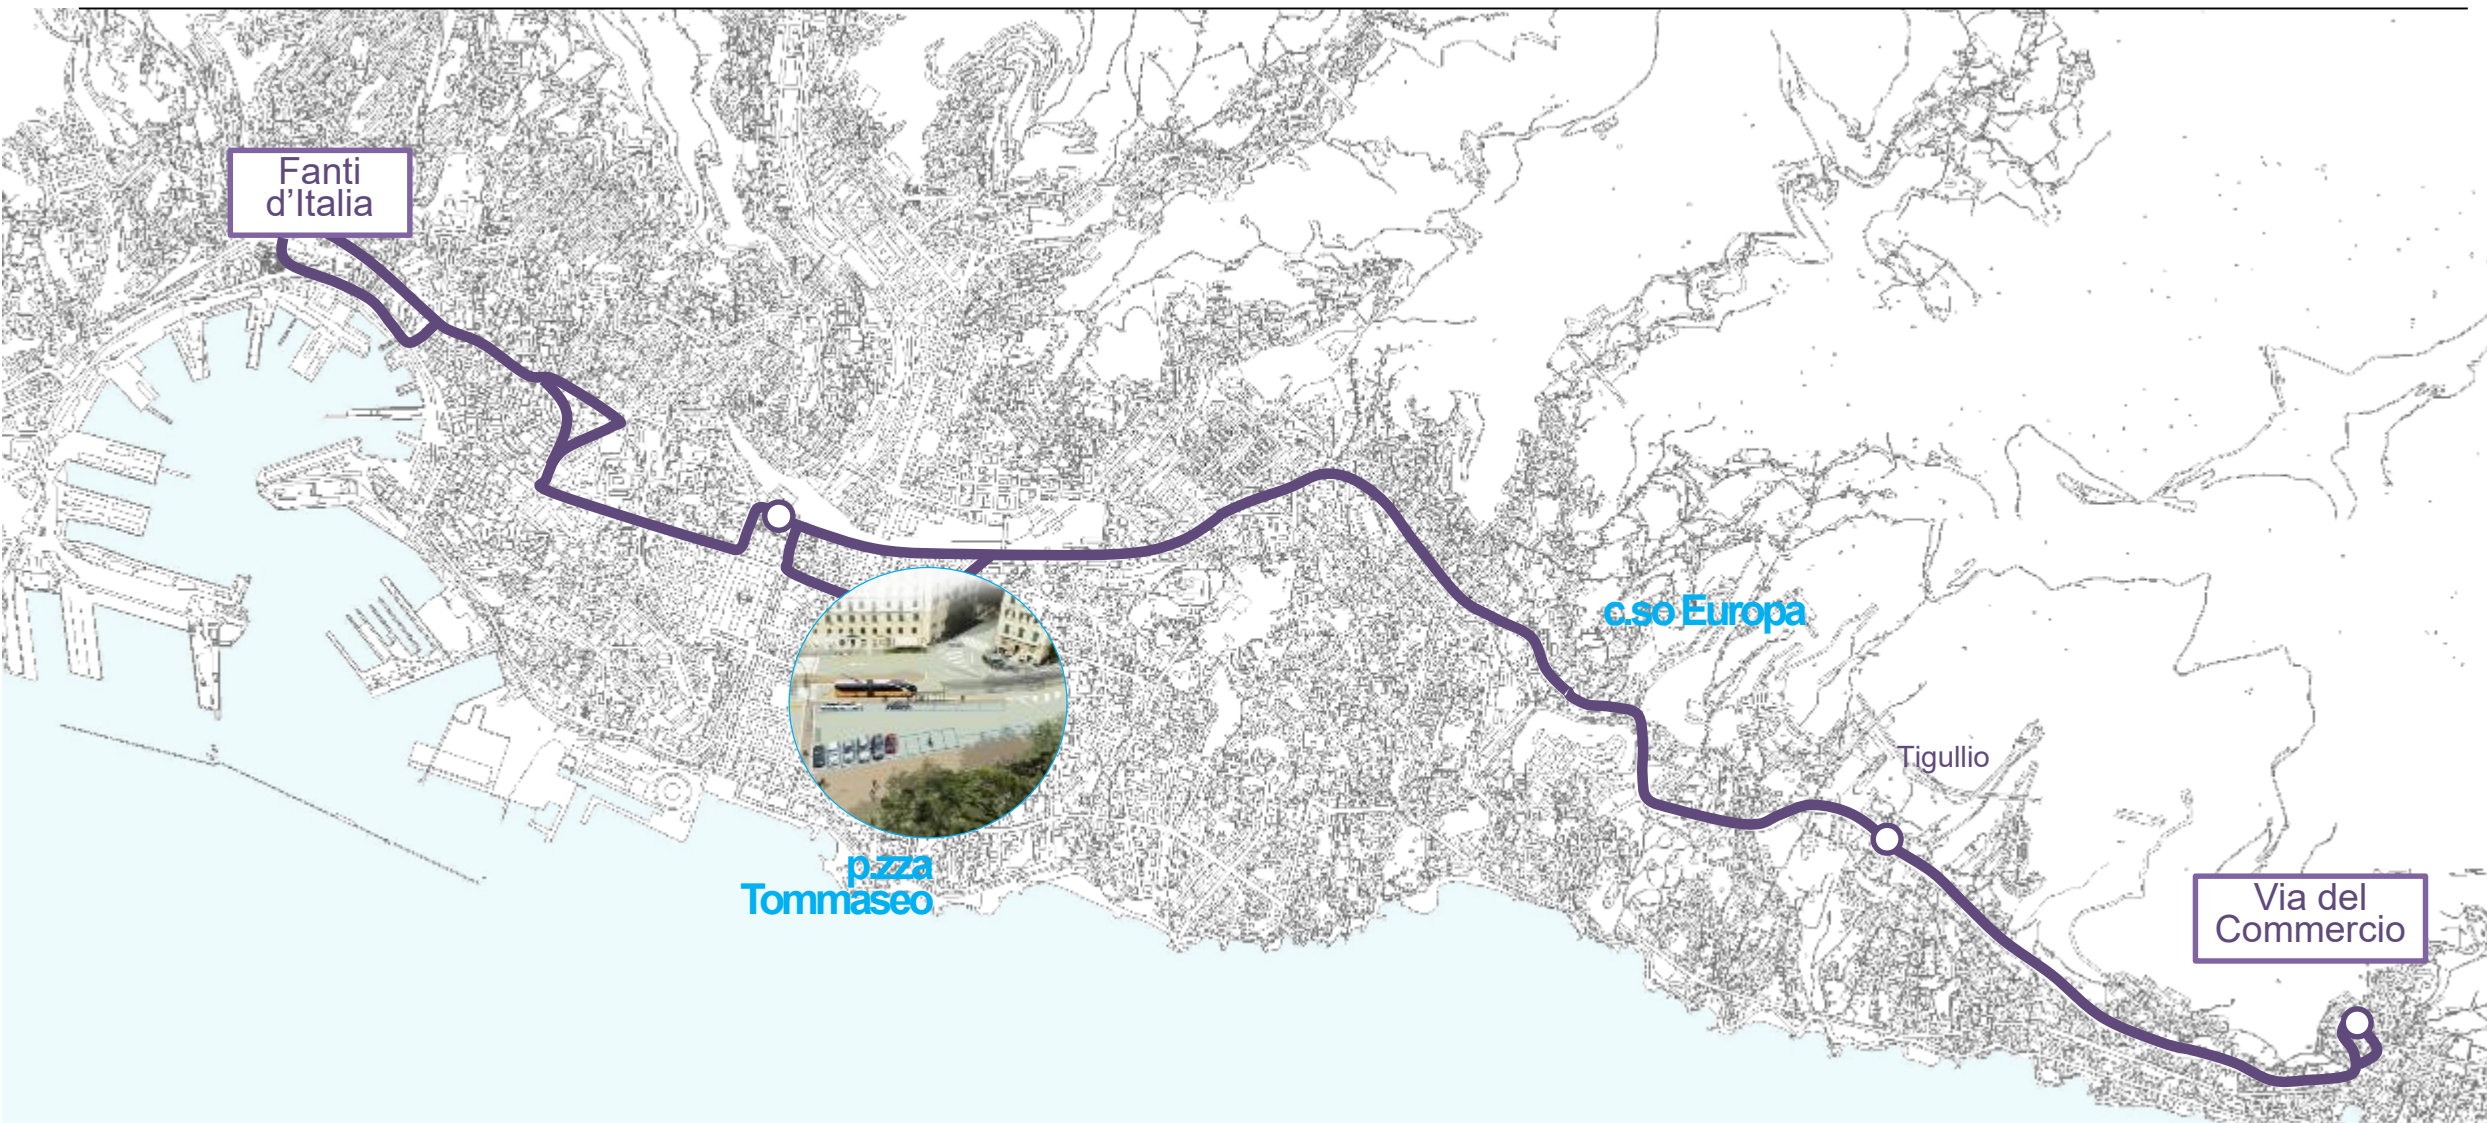 Fanti
d’Italia
c.so Europa
Tigullio
p.zza
Tommaseo
Via del
Commercio